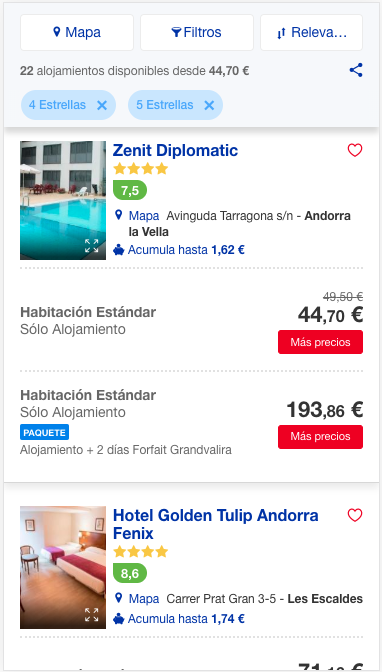 Mapa
Filtros
Releva...
22 alojamientos disponibles desde 44,70 €
4 Estrellas ×
5 Estrellas ×
Zenit Diplomatic
7,5
Mapa Avinguda Tarragona s/n - Andorra
la Vella
Acumula hasta 1,62 €
49,50 €
Habitación Estándar
44,70 €
Sólo Alojamiento
Más precios
Habitación Estándar
Sólo Alojamiento
193,86 €
PAQUETE
Más precios
Alojamiento + 2 días Forfait Grandvalira
Hotel Golden Tulip Andorra
Fenix
8,6
Mapa Carrer Prat Gran 3-5 - Les Escaldes
Acumula hasta 1,74 €